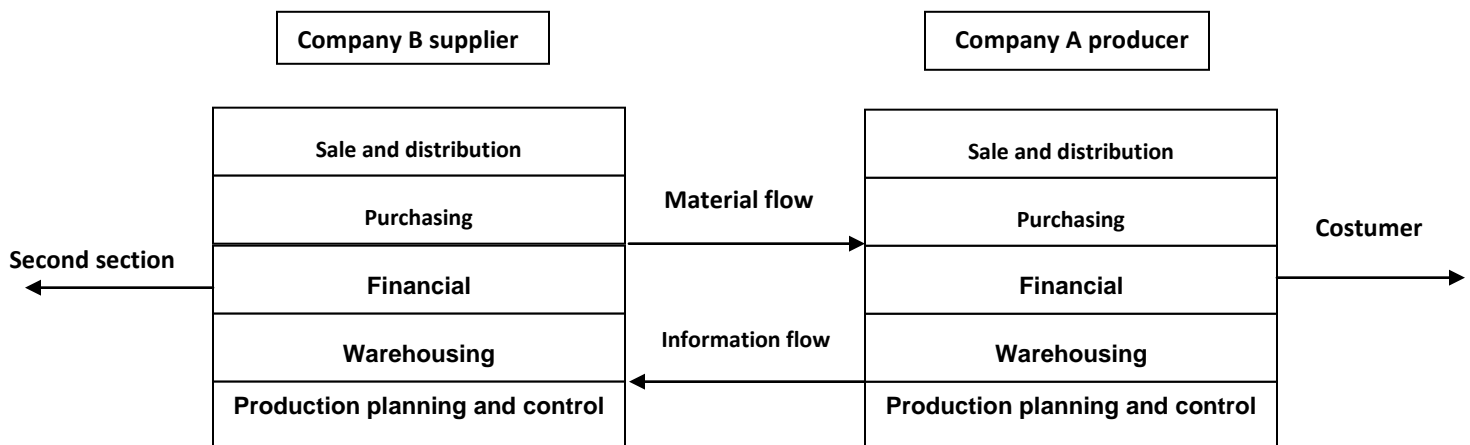 Company B supplier
Company A producer
Sale and distribution
Purchasing
Financial
Warehousing
Production planning and control
Second section
Material flow
Information flow
Sale and distribution
Purchasing
Financial
Warehousing
Production planning and control
Costumer